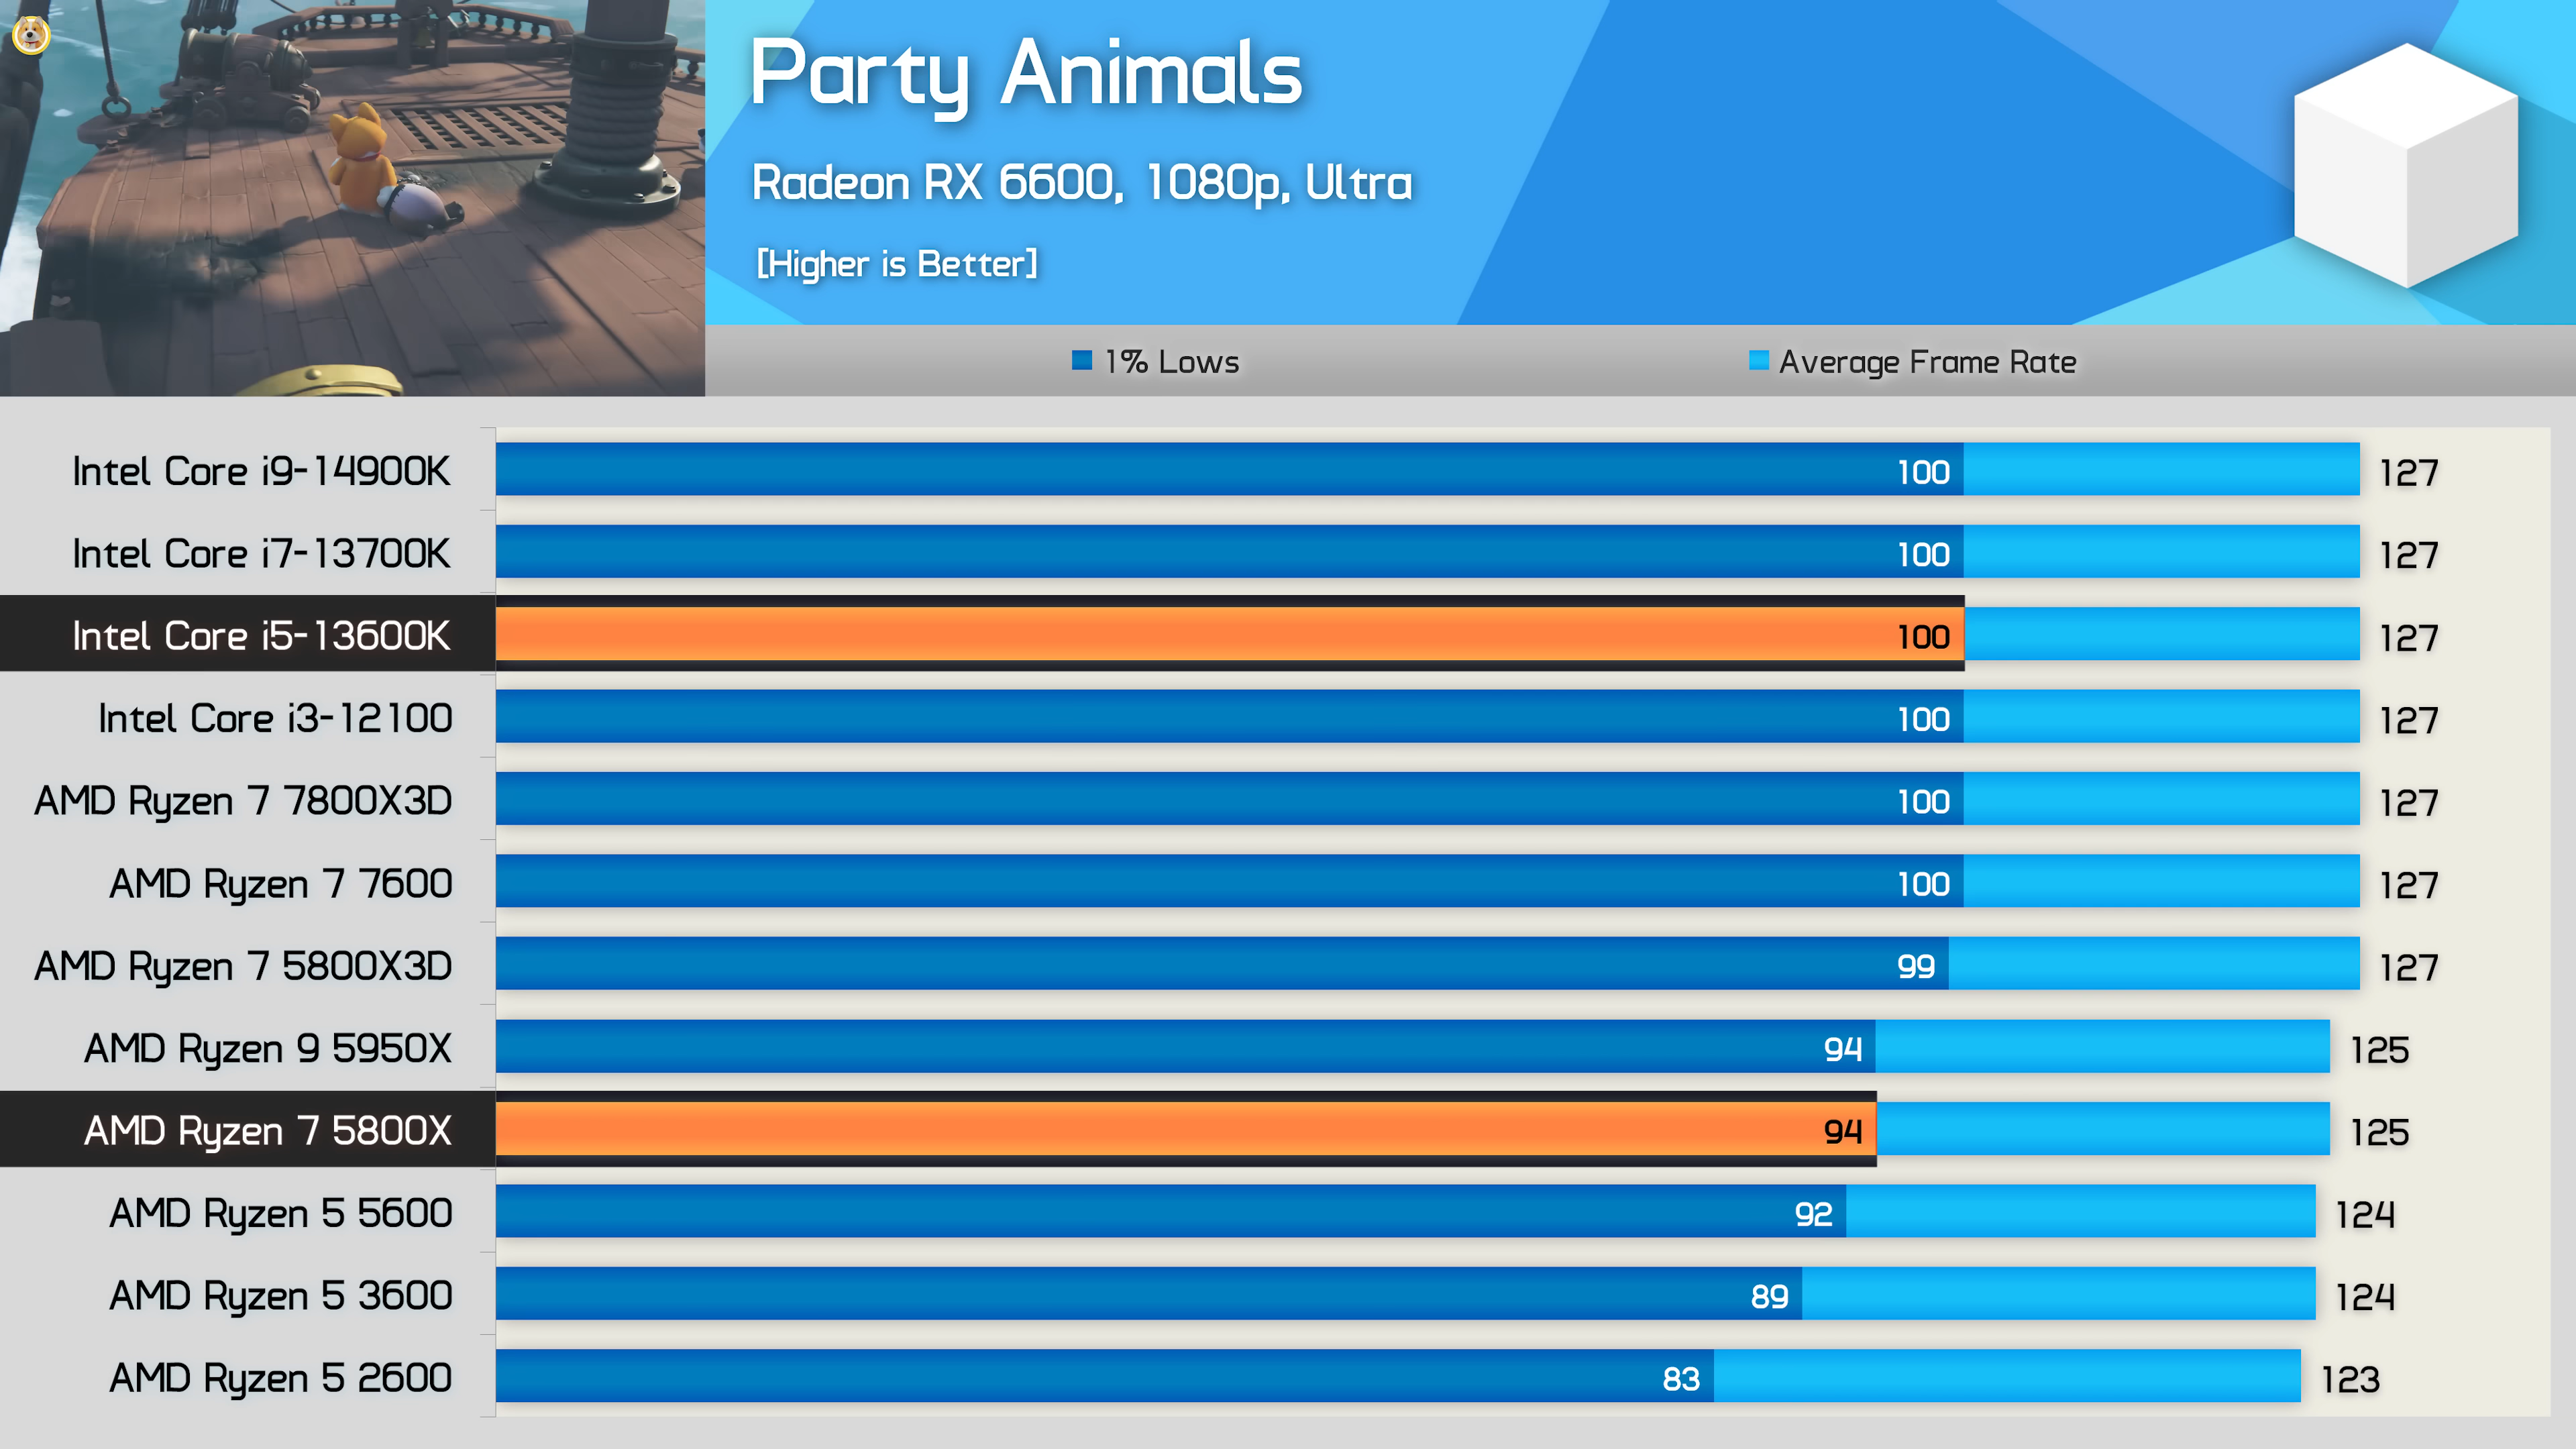 Party Animals
Radeon RX 6600, 1080p, Ultra
[Higher is Better]
1% Lows Average Frame Rate
Intel Core i9-14900K 100 127
Intel Core i7-13700K 100 127
Intel Core i5-13600K 100 127
Intel Core i3-12100 100 127
AMD Ryzen 7 7800X3D 100 127
AMD Ryzen 7 7600 100 127
AMD Ryzen 7 5800X3D 99 127
AMD Ryzen 9 5950X 94 125
AMD Ryzen 7 5800X 94 125
AMD Ryzen 5 5600 92 124
AMD Ryzen 5 3600 89 124
AMD Ryzen 5 2600 83 123